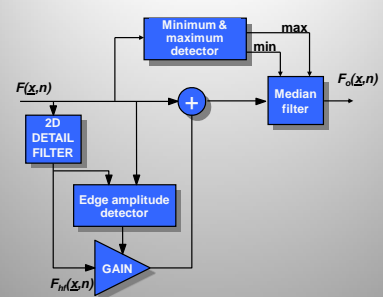 Minimum &
maximum
detector
max
min
F(x,n)
Fo(x,n)
+
Median
filter
2D
DETAIL
FILTER
Edge amplitude
detector
GAIN
Fhf(x,n)